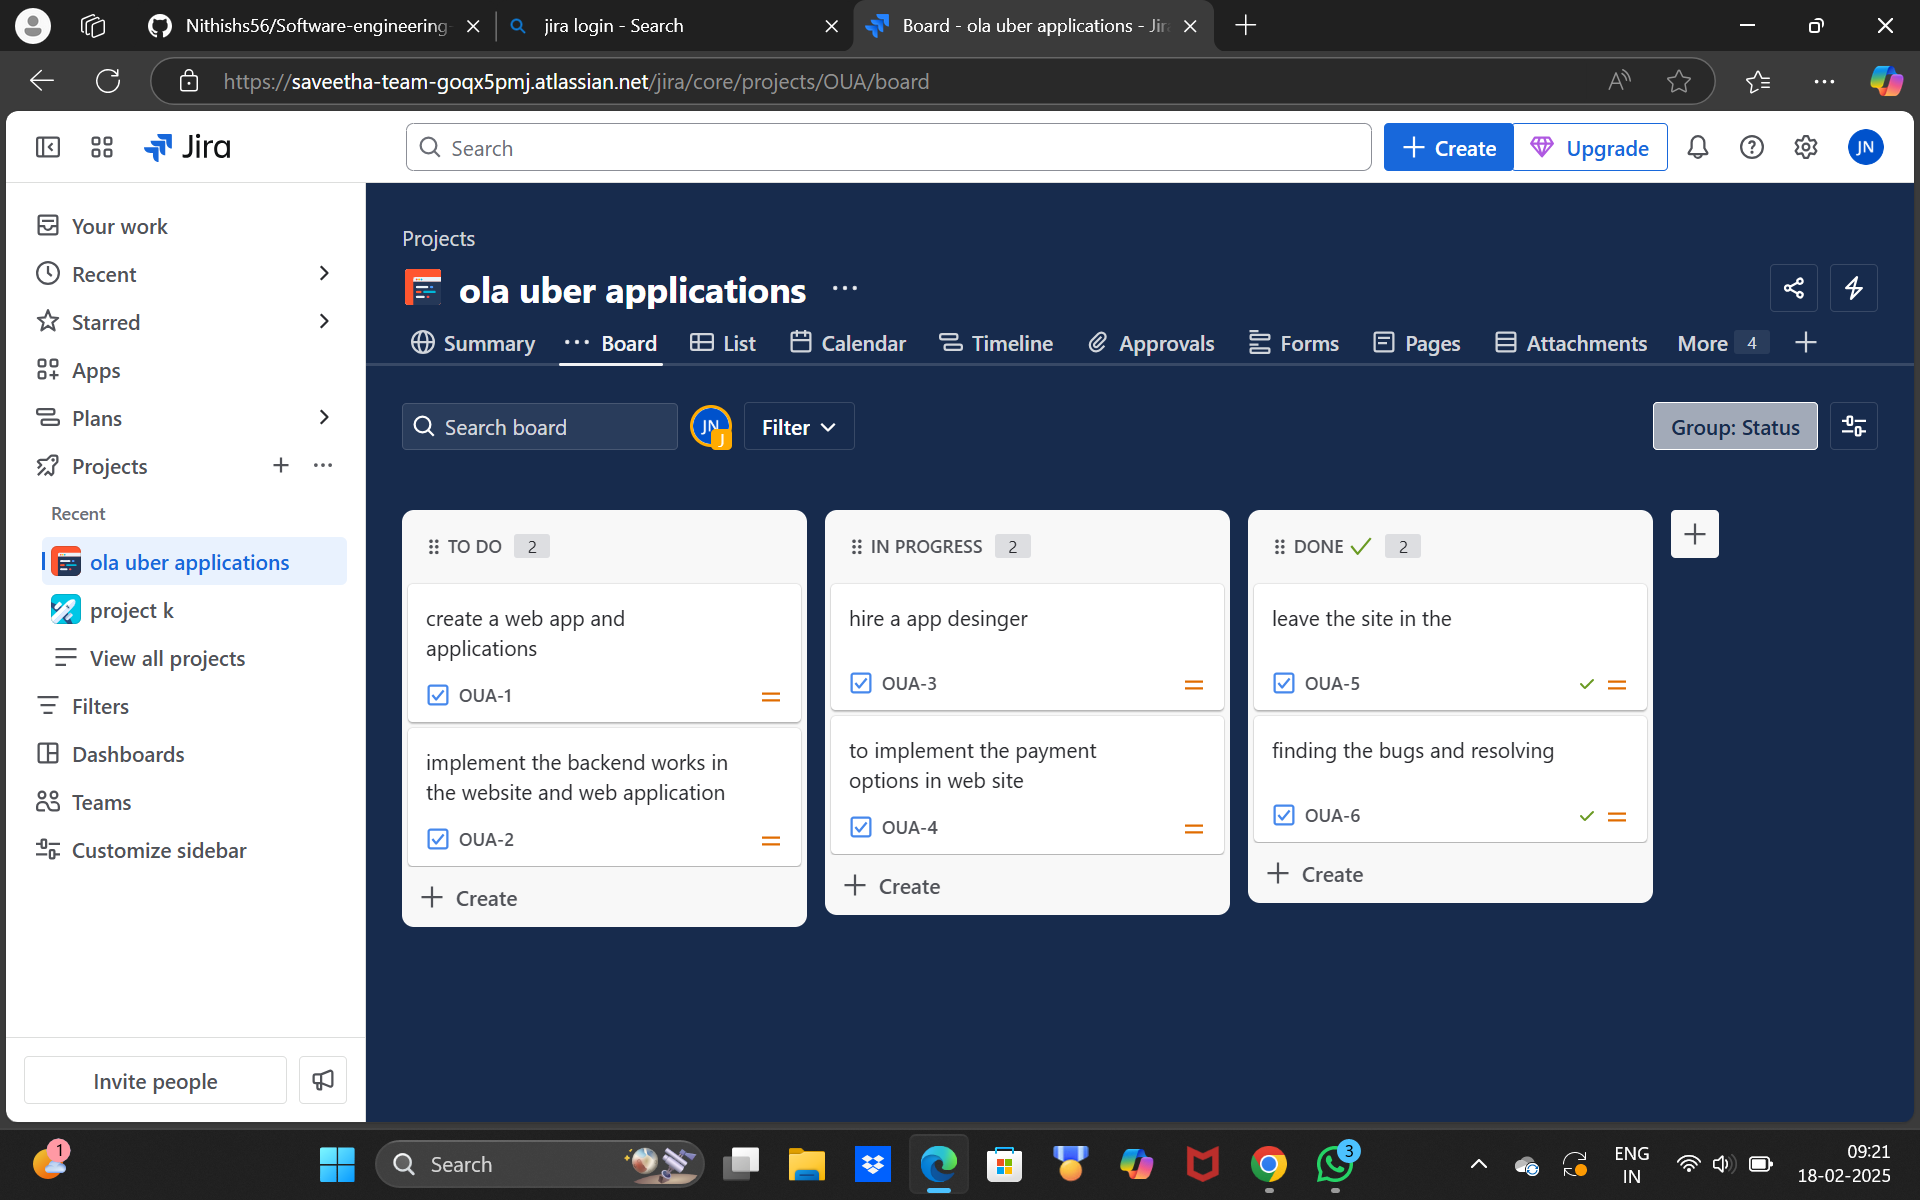 Nithishs56/Software-engineering-
jira login - Search
Board - ola uber applications - Jira
https://saveetha-team-goqx5pmj.atlassian.net/jira/core/projects/OUA/board
Jira
Search
Create
Upgrade
JN
Your work
Recent
Starred
Apps
Plans
Projects
Recent
ola uber applications
project k
View all projects
Filters
Dashboards
Teams
Customize sidebar
Invite people
Projects
ola uber applications
Summary
Board
List
Calendar
Timeline
Approvals
Forms
Pages
Attachments
More 4
Search board
JN
J
Filter
Group: Status
TO DO 2
create a web app and
applications
OUA-1
implement the backend works in
the website and web application
OUA-2
Create
IN PROGRESS 2
hire a app desinger
OUA-3
to implement the payment
options in web site
OUA-4
Create
DONE 2
leave the site in the
OUA-5
finding the bugs and resolving
OUA-6
Create
1
Search
3
ENG
IN
09:21
18-02-2025